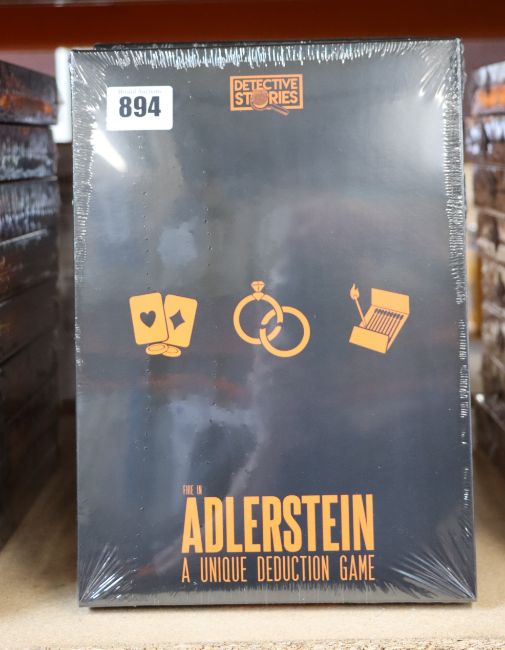 DETECTIVE
STORIES
894
FIRE IN
ADLERSTEIN
A UNIQUE DEDUCTION GAME